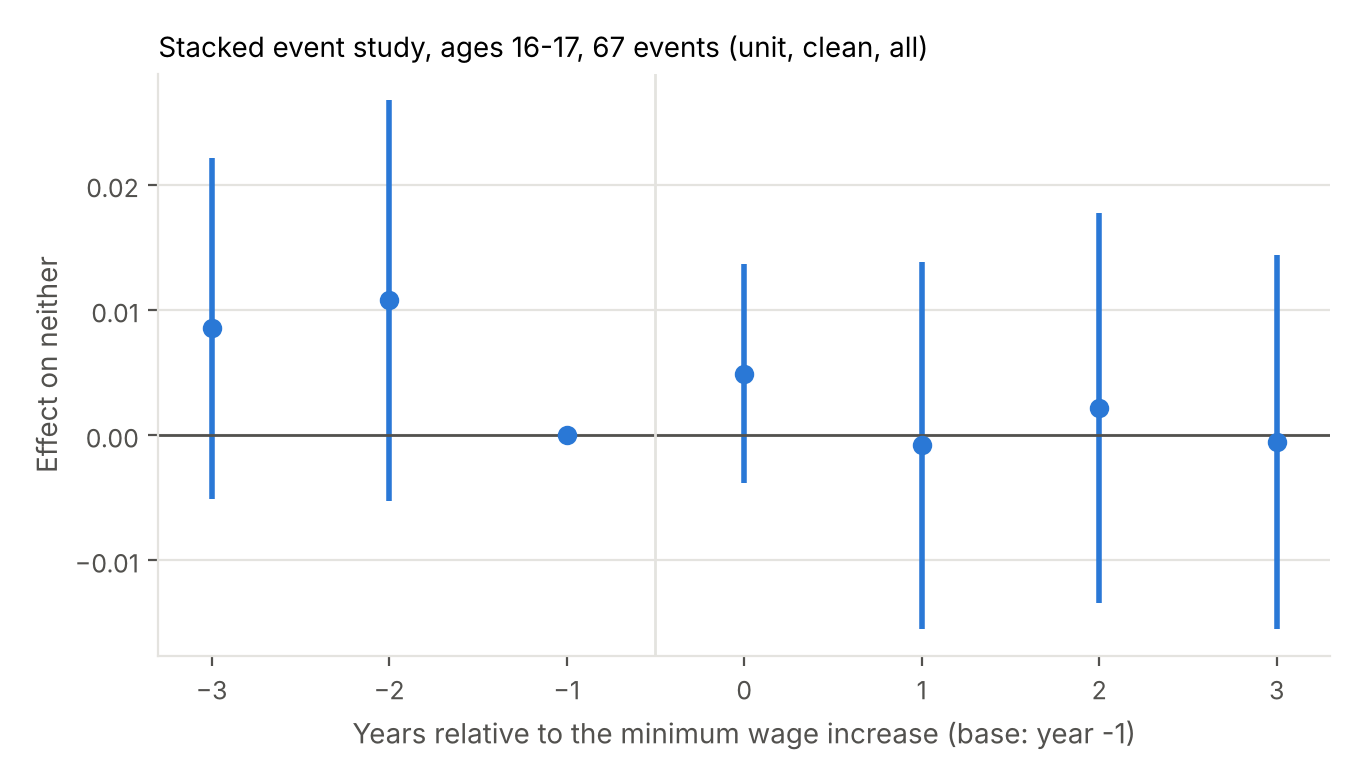 Stacked event study, ages 16-17, 67 events (unit, clean, all)
Effect on neither
0.02
0.01
0.00
−0.01
−3 −2 −1 0 1 2 3
Years relative to the minimum wage increase (base: year -1)